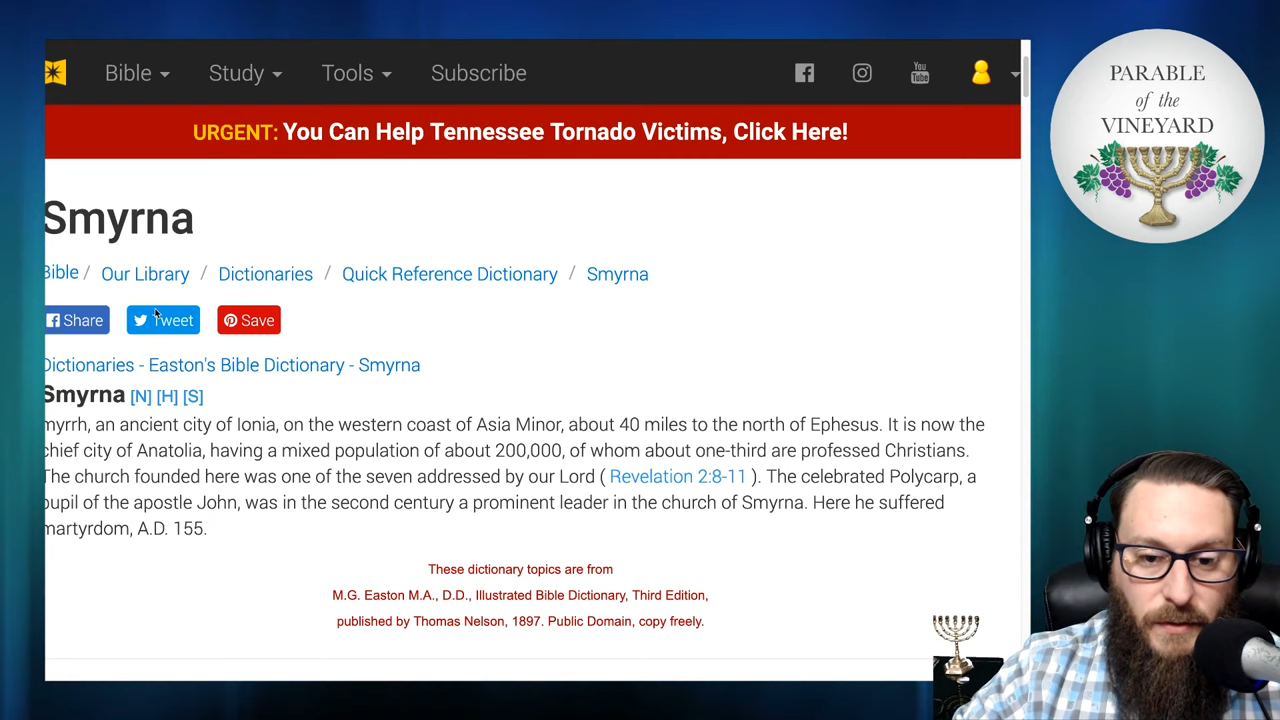 Bible Study Tools Subscribe You Tube
URGENT: You Can Help Tennessee Tornado Victims, Click Here!
Smyrna
Bible / Our Library / Dictionaries / Quick Reference Dictionary / Smyrna
Share Tweet Save
Dictionaries - Easton's Bible Dictionary - Smyrna
Smyrna [N] [H] [S]
myrrh, an ancient city of Ionia, on the western coast of Asia Minor, about 40 miles to the north of Ephesus. It is now the
chief city of Anatolia, having a mixed population of about 200,000, of whom about one-third are professed Christians.
The church founded here was one of the seven addressed by our Lord ( Revelation 2:8-11 ). The celebrated Polycarp, a
pupil of the apostle John, was in the second century a prominent leader in the church of Smyrna. Here he suffered
martyrdom, A.D. 155.
These dictionary topics are from
M.G. Easton M.A., D.D., Illustrated Bible Dictionary, Third Edition,
published by Thomas Nelson, 1897. Public Domain, copy freely.
PARABLE
of the
VINEYARD